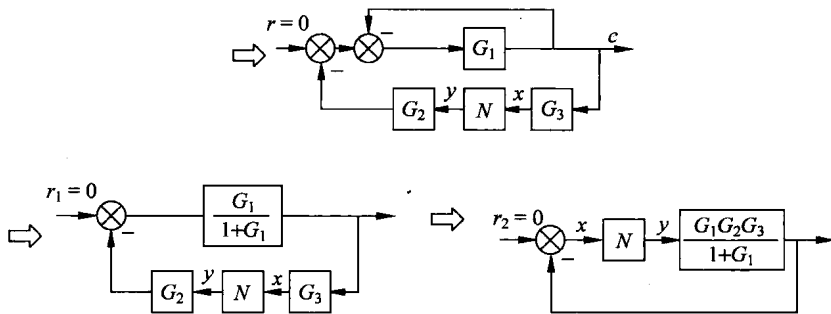 r = 0
−
−
G₁
c
G₂
y
N
x
G₃
r₁ = 0
−
G₁
1+G₁
G₂
y
N
x
G₃
r₂ = 0
−
x
N
y
G₁G₂G₃
1+G₁